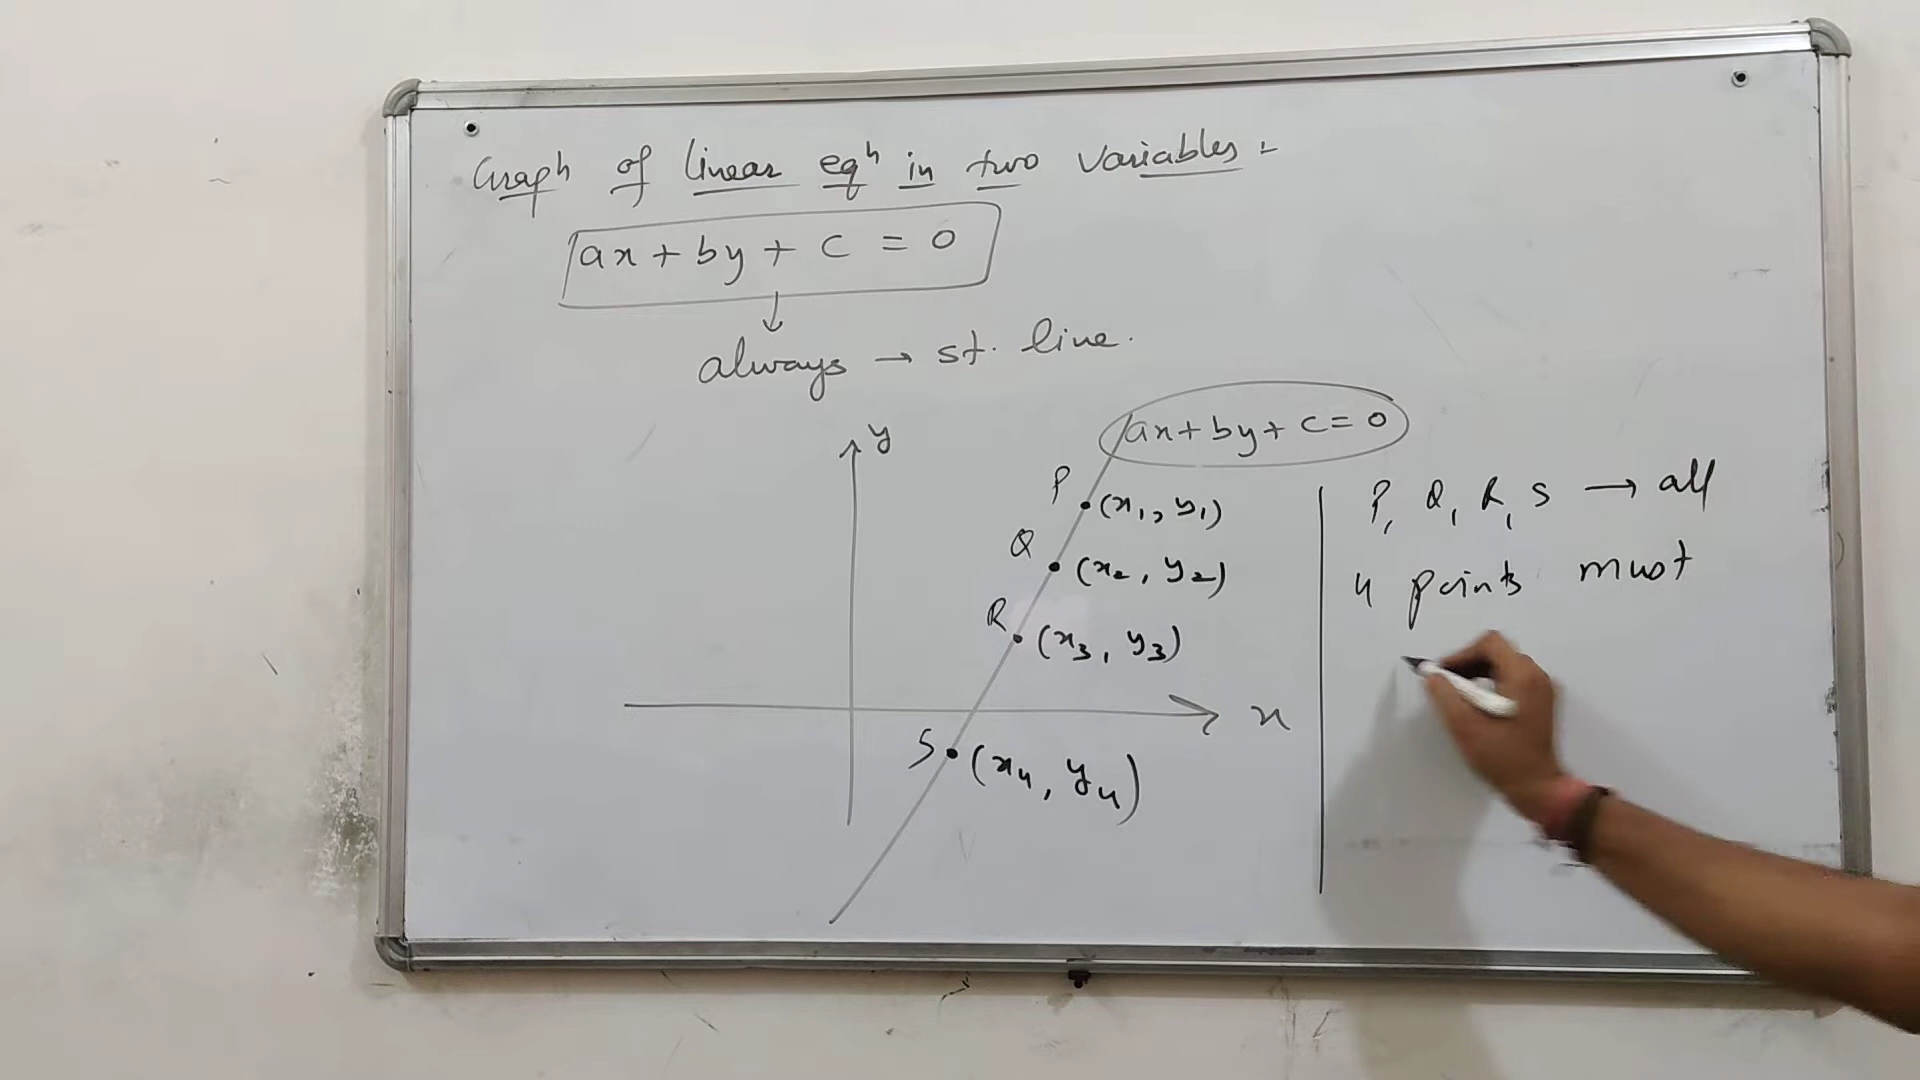 Graph of linear eqn in two variables :-
ax + by + c = 0
always → st. line.
y
ax + by + c = 0
P (x1, y1)
Q (x2, y2)
R (x3, y3)
x
S (x4, y4)
P, Q, R, S → all
4 points must